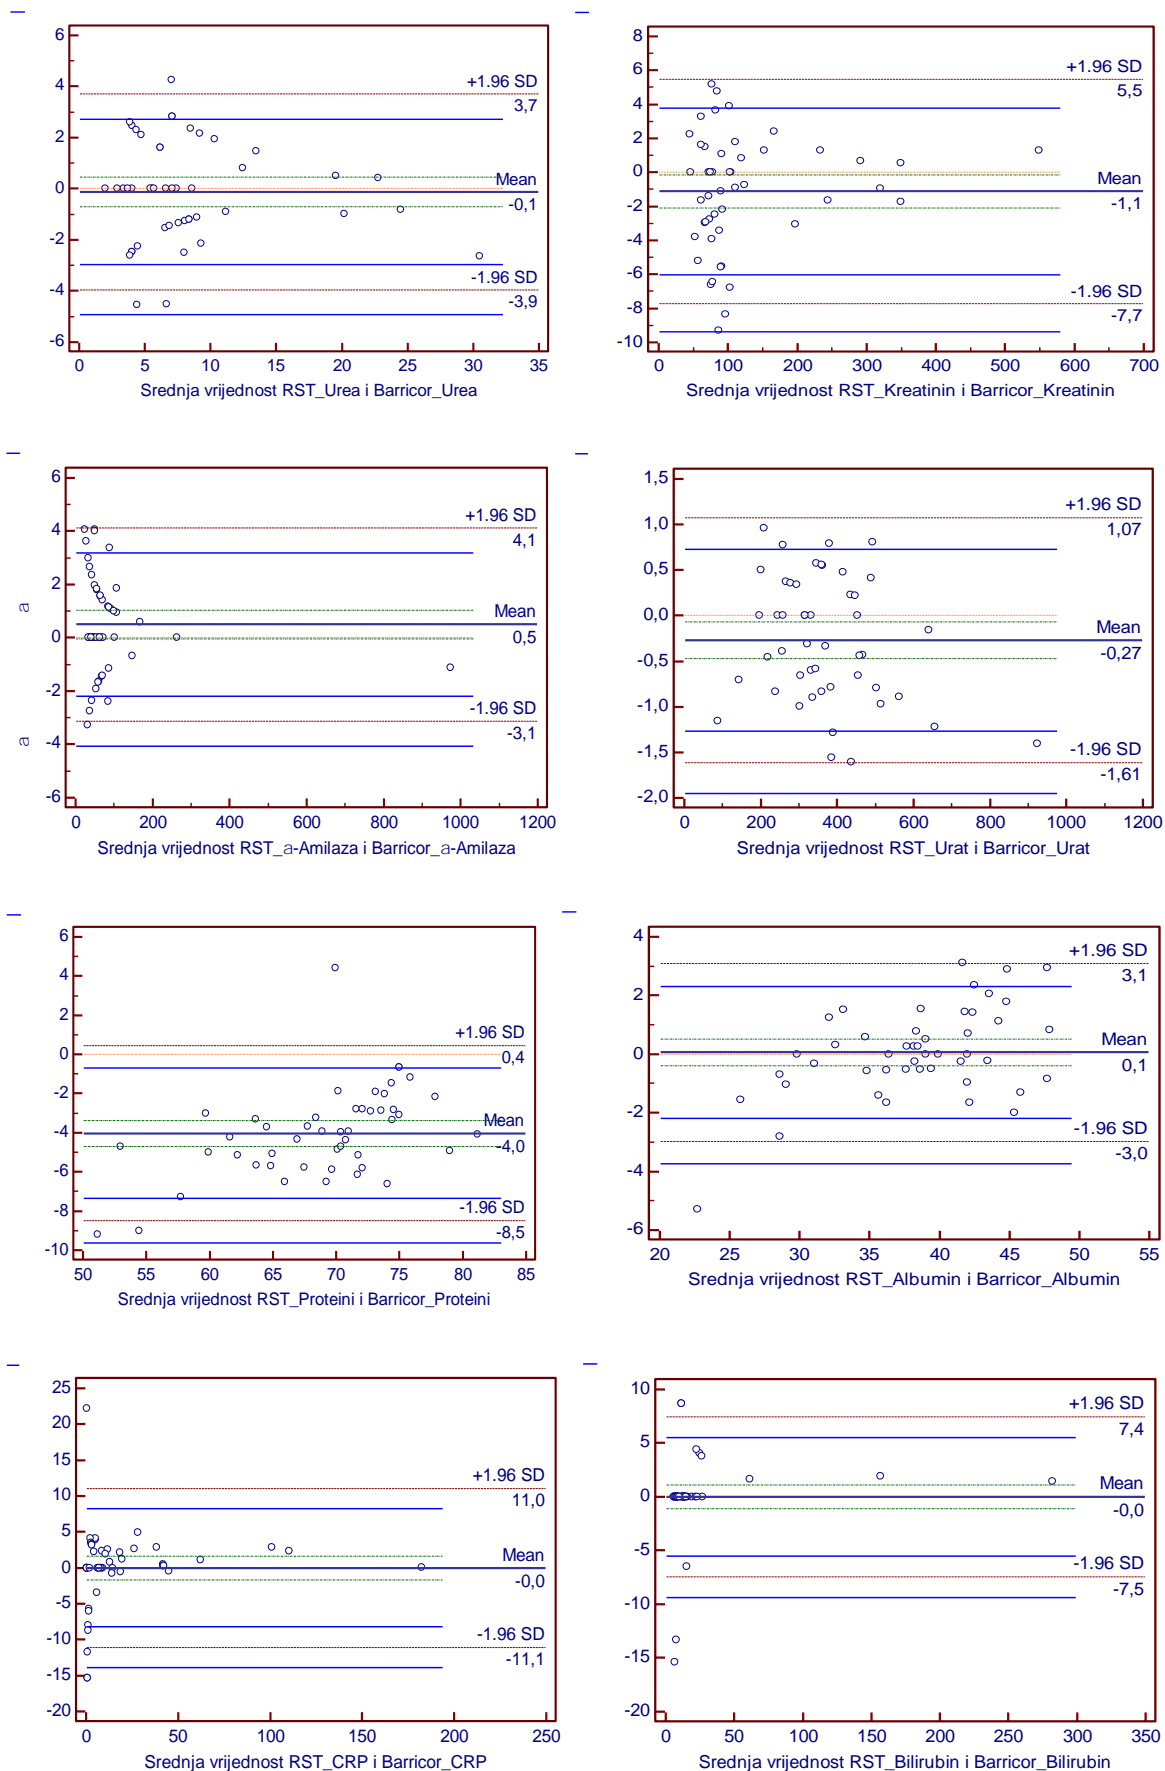 6
4
2
0
-2
-4
-6
+1.96 SD
3,7
Mean
-0,1
-1.96 SD
-3,9
0 5 10 15 20 25 30 35
Srednja vrijednost RST_Urea i Barricor_Urea
8
6
4
2
0
-2
-4
-6
-8
-10
+1.96 SD
5,5
Mean
-1,1
-1.96 SD
-7,7
0 100 200 300 400 500 600 700
Srednja vrijednost RST_Kreatinin i Barricor_Kreatinin
a
a
6
4
2
0
-2
-4
-6
+1.96 SD
4,1
Mean
0,5
-1.96 SD
-3,1
0 200 400 600 800 1000 1200
Srednja vrijednost RST_a-Amilaza i Barricor_a-Amilaza
1,5
1,0
0,5
0,0
-0,5
-1,0
-1,5
-2,0
+1.96 SD
1,07
Mean
-0,27
-1.96 SD
-1,61
0 200 400 600 800 1000 1200
Srednja vrijednost RST_Urat i Barricor_Urat
6
4
2
0
-2
-4
-6
-8
-10
+1.96 SD
0,4
Mean
-4,0
-1.96 SD
-8,5
50 55 60 65 70 75 80 85
Srednja vrijednost RST_Proteini i Barricor_Proteini
4
2
0
-2
-4
-6
+1.96 SD
3,1
Mean
0,1
-1.96 SD
-3,0
20 25 30 35 40 45 50 55
Srednja vrijednost RST_Albumin i Barricor_Albumin
25
20
15
10
5
0
-5
-10
-15
-20
+1.96 SD
11,0
Mean
-0,0
-1.96 SD
-11,1
0 50 100 150 200 250
Srednja vrijednost RST_CRP i Barricor_CRP
10
5
0
-5
-10
-15
-20
+1.96 SD
7,4
Mean
-0,0
-1.96 SD
-7,5
0 50 100 150 200 250 300 350
Srednja vrijednost RST_Bilirubin i Barricor_Bilirubin